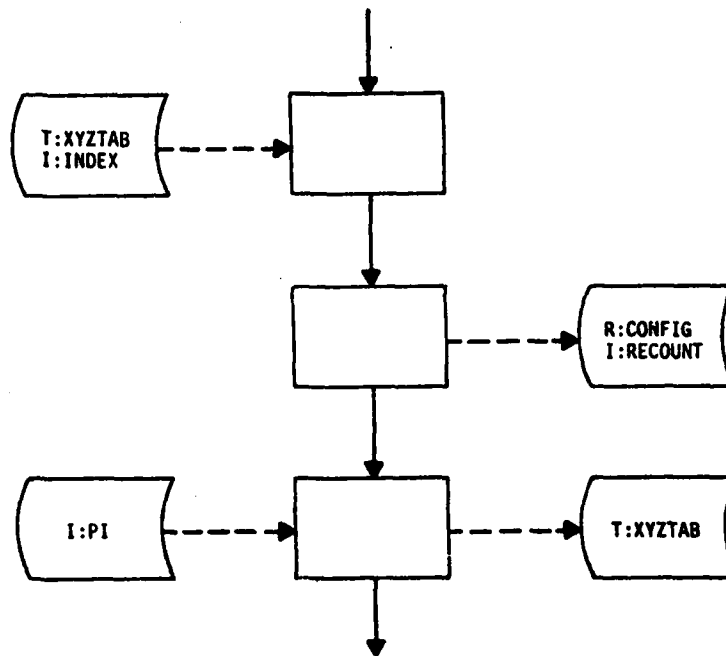 T:XYZTAB
I:INDEX
R:CONFIG
I:RECOUNT
I:PI
T:XYZTAB